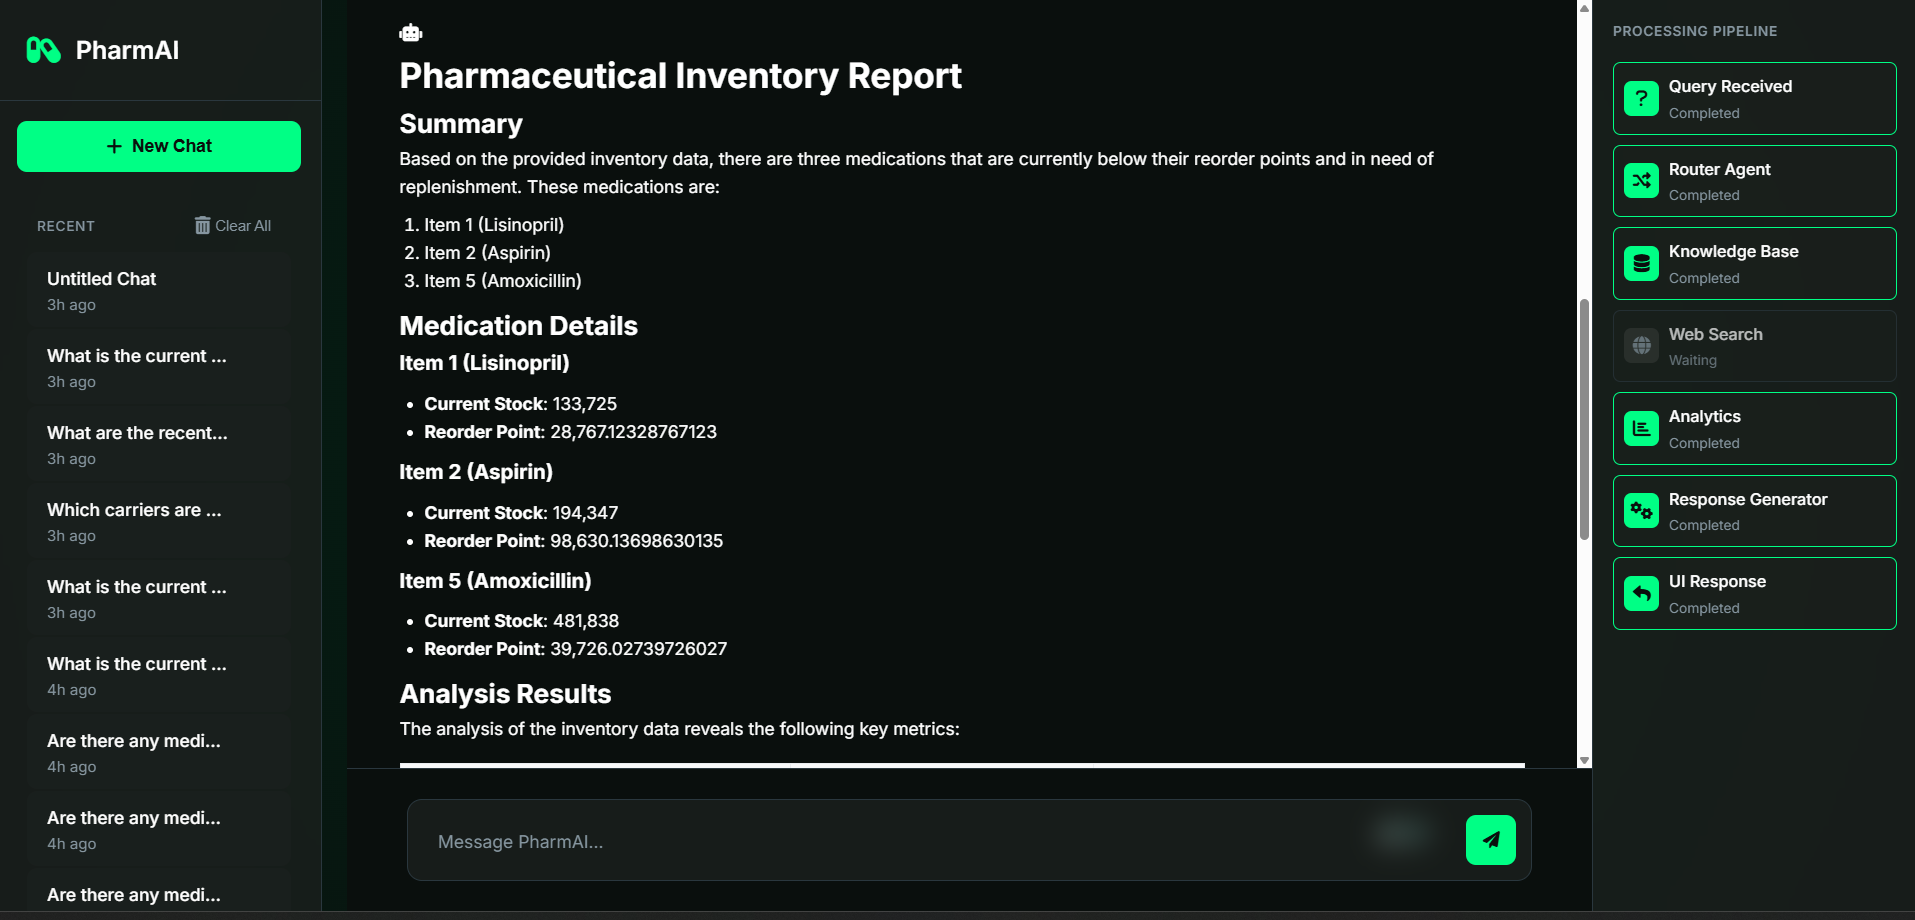 PharmAI
+ New Chat
RECENT
Clear All
Untitled Chat
3h ago
What is the current ...
3h ago
What are the recent...
3h ago
Which carriers are ...
3h ago
What is the current ...
3h ago
What is the current ...
4h ago
Are there any medi...
4h ago
Are there any medi...
4h ago
Are there any medi...
Pharmaceutical Inventory Report
Summary
Based on the provided inventory data, there are three medications that are currently below their reorder points and in need of
replenishment. These medications are:
1. Item 1 (Lisinopril)
2. Item 2 (Aspirin)
3. Item 5 (Amoxicillin)
Medication Details
Item 1 (Lisinopril)
• Current Stock: 133,725
• Reorder Point: 28,767.12328767123
Item 2 (Aspirin)
• Current Stock: 194,347
• Reorder Point: 98,630.13698630135
Item 5 (Amoxicillin)
• Current Stock: 481,838
• Reorder Point: 39,726.02739726027
Analysis Results
The analysis of the inventory data reveals the following key metrics:
Message PharmAI...
PROCESSING PIPELINE
Query Received
Completed
Router Agent
Completed
Knowledge Base
Completed
Web Search
Waiting
Analytics
Completed
Response Generator
Completed
UI Response
Completed